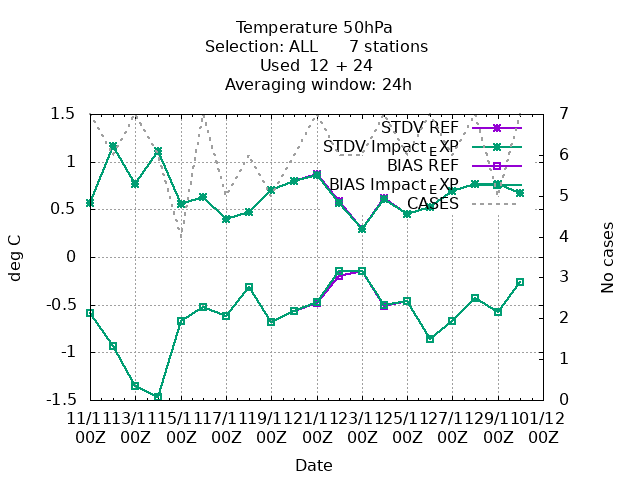 Temperature 50hPa
Selection: ALL 7 stations
Used 12 + 24
Averaging window: 24h
1.5
1
0.5
0
-0.5
-1
-1.5
deg C
7
6
5
4
3
2
1
0
No cases
STDV REF
STDV Impact_EXP
BIAS REF
BIAS Impact_EXP
CASES
11/11 13/11 15/11 17/11 19/11 21/11 23/11 25/11 27/11 29/11 01/12
00Z 00Z 00Z 00Z 00Z 00Z 00Z 00Z 00Z 00Z 00Z
Date